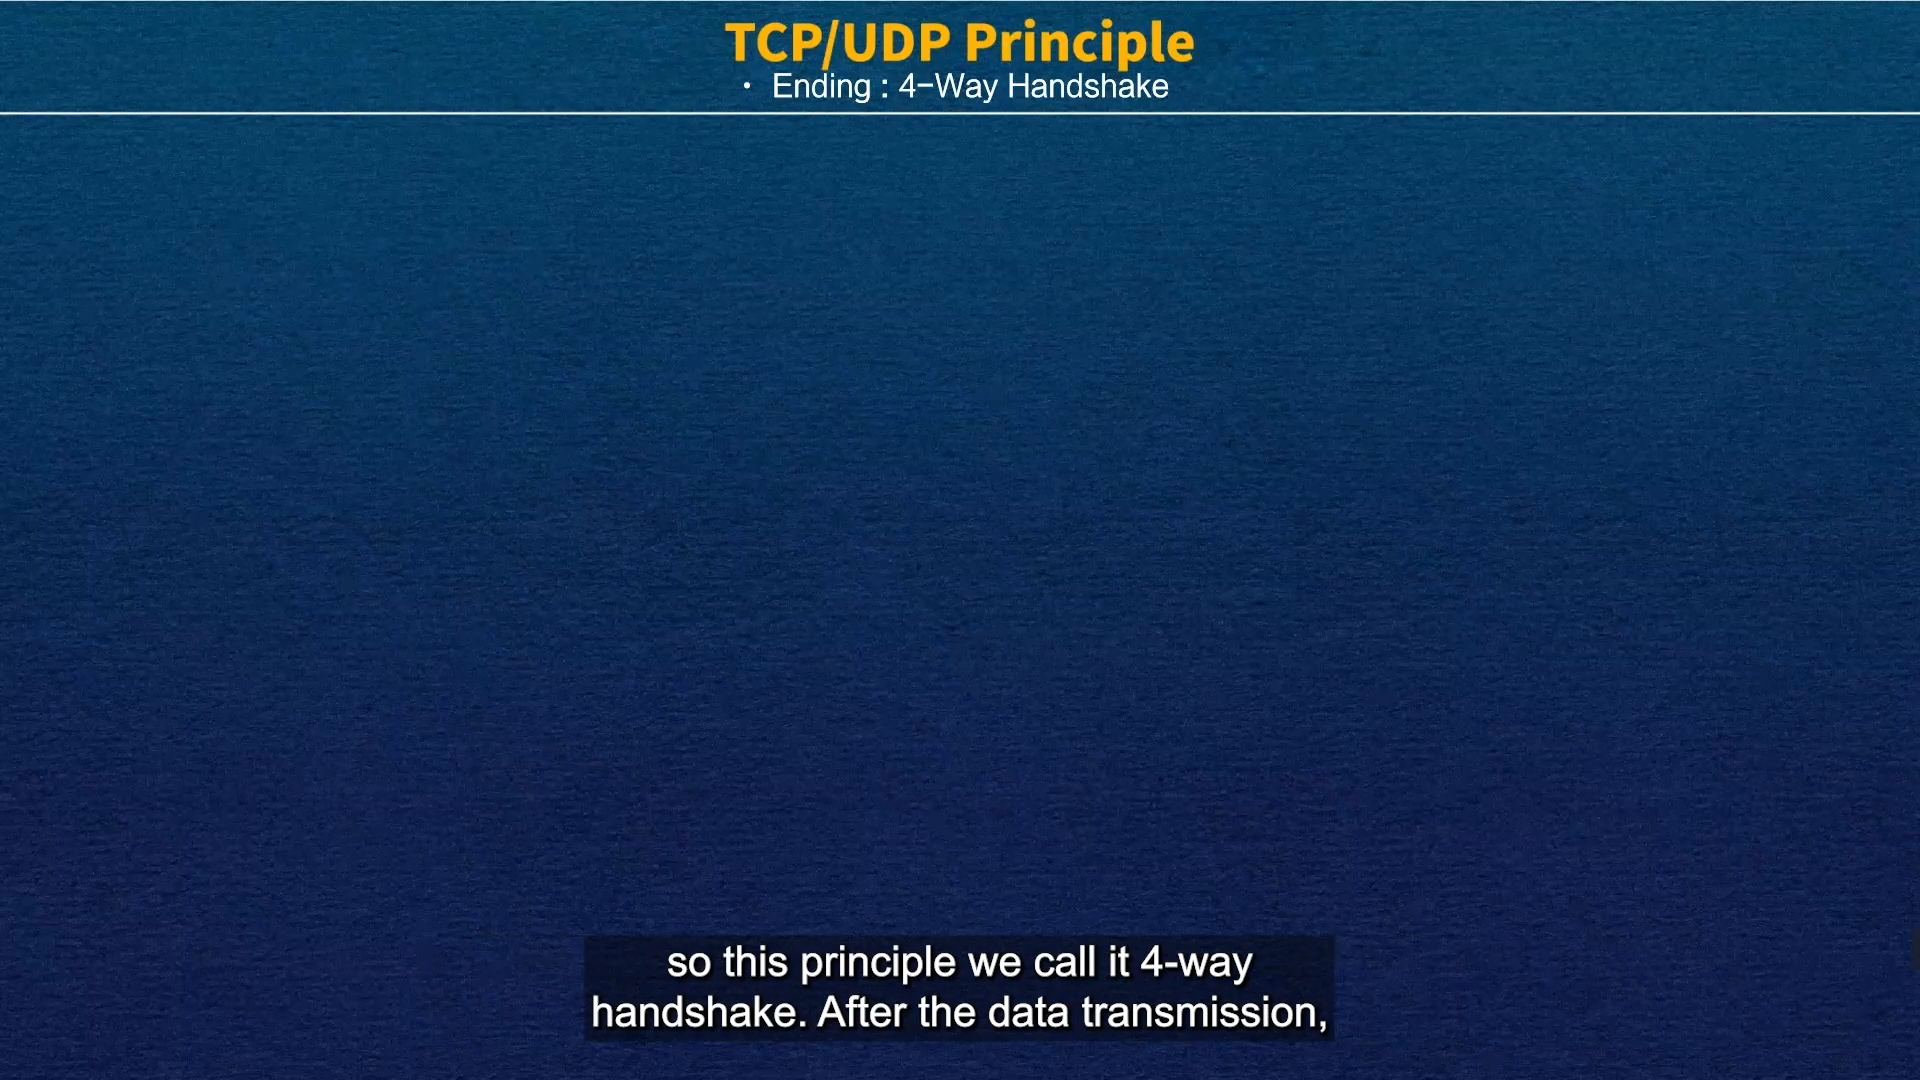 TCP/UDP Principle
· Ending : 4-Way Handshake
so this principle we call it 4-way
handshake. After the data transmission,